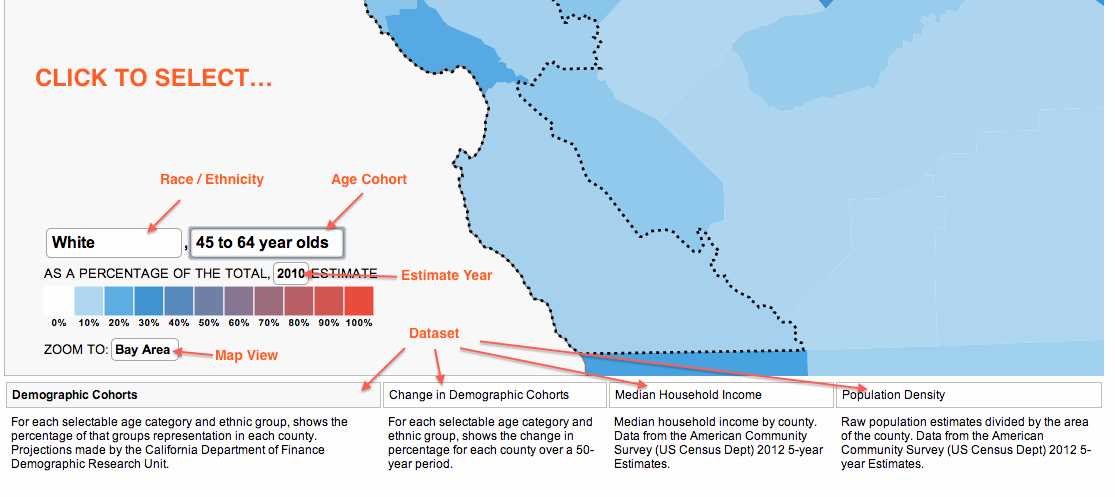 CLICK TO SELECT...
Race / Ethnicity
Age Cohort
White , 45 to 64 year olds
AS A PERCENTAGE OF THE TOTAL, 2010 ESTIMATE
Estimate Year
0% 10% 20% 30% 40% 50% 60% 70% 80% 90% 100%
Dataset
ZOOM TO: Bay Area
Map View
Demographic Cohorts
For each selectable age category and ethnic group, shows the
percentage of that groups representation in each county.
Projections made by the California Department of Finance
Demographic Research Unit.
Change in Demographic Cohorts
For each selectable age category and
ethnic group, shows the change in
percentage for each county over a 50-
year period.
Median Household Income
Median household income by county.
Data from the American Community
Survey (US Census Dept) 2012 5-year
Estimates.
Population Density
Raw population estimates divided by the area
of the county. Data from the American
Community Survey (US Census Dept) 2012 5-
year Estimates.